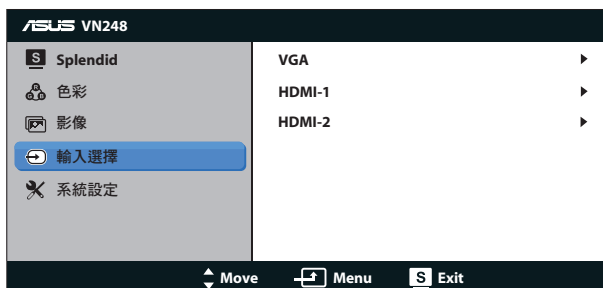 ASUS VN248
S Splendid
色彩
影像
輸入選擇
系統設定
VGA
HDMI-1
HDMI-2
Move Menu S Exit